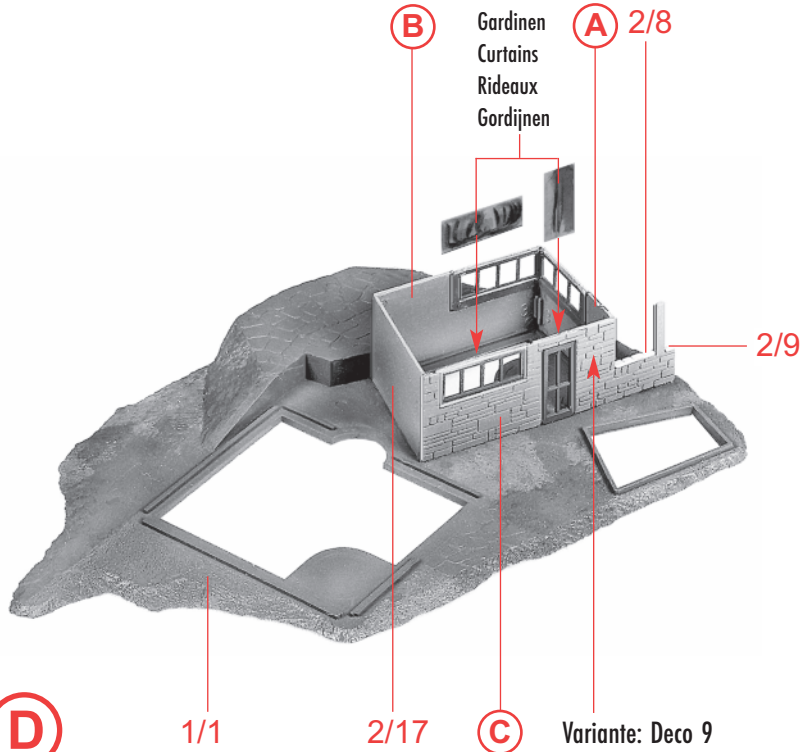 B
Gardinen
Curtains
Rideaux
Gordijnen
A
2/8
2/9
D
1/1
2/17
C
Variante: Deco 9